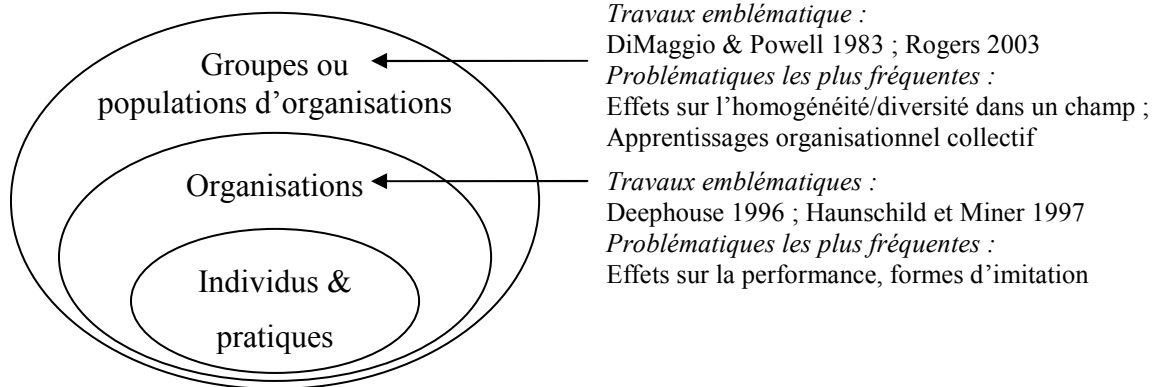 Groupes ou
populations d'organisations
Organisations
Individus &
pratiques
Travaux emblématique :
DiMaggio & Powell 1983 ; Rogers 2003
Problématiques les plus fréquentes :
Effets sur l'homogénéité/diversité dans un champ ;
Apprentissages organisationnel collectif
Travaux emblématiques :
Deephouse 1996 ; Haunschild et Miner 1997
Problématiques les plus fréquentes :
Effets sur la performance, formes d'imitation